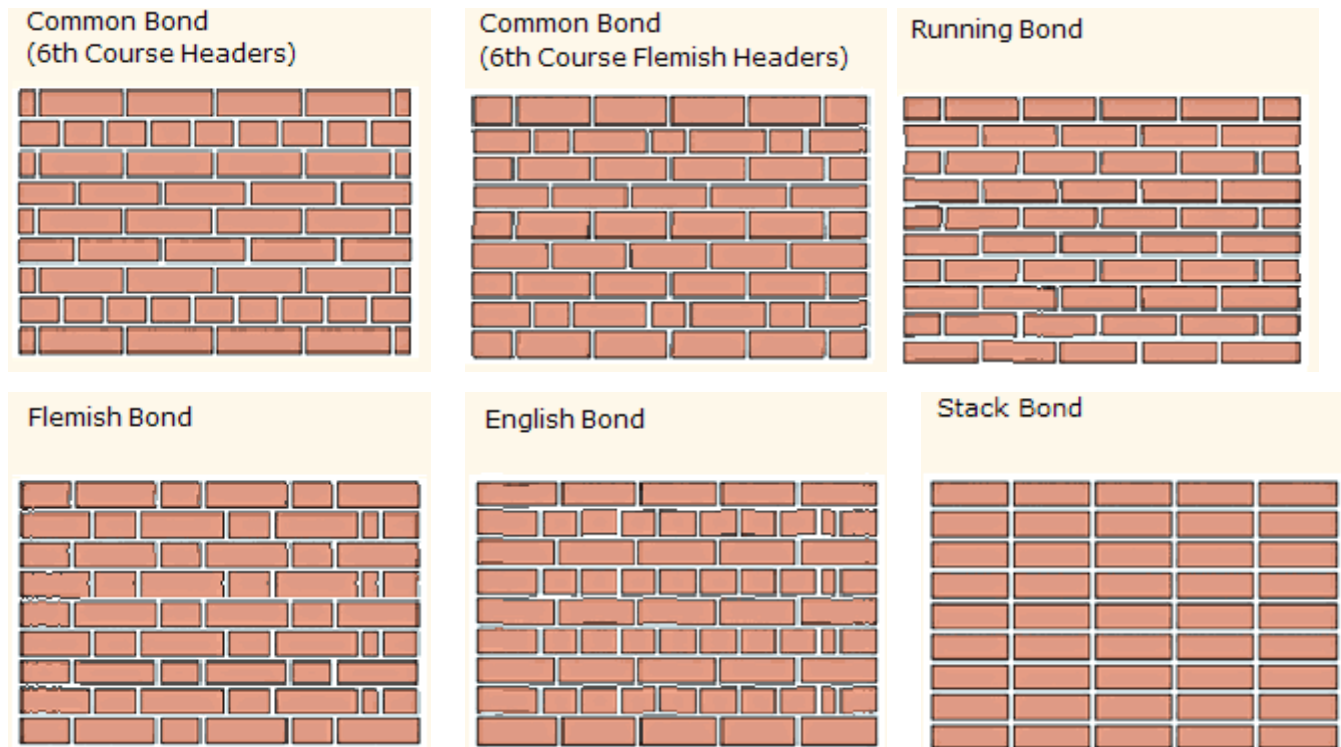 Common Bond
(6th Course Headers)
Common Bond
(6th Course Flemish Headers)
Running Bond
Flemish Bond
English Bond
Stack Bond